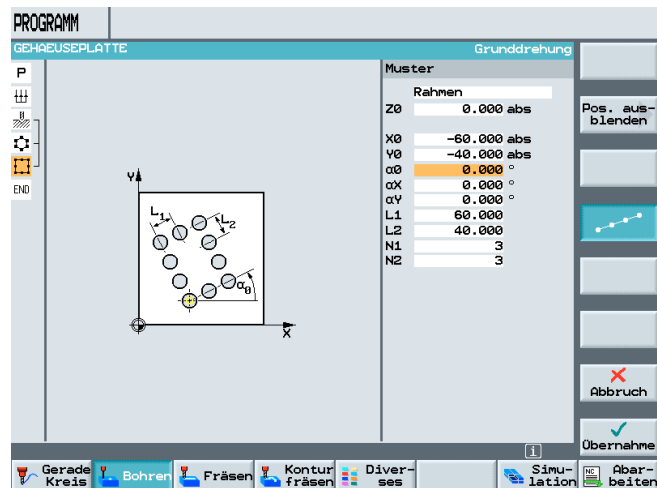 PROGRAMM
GEHAEUSEPLATTE Grunddrehung
P
END
Muster
Rahmen
Z0 0.000 abs
X0 -60.000 abs
Y0 -40.000 abs
α0 0.000 °
αX 0.000 °
αY 0.000 °
L1 60.000
L2 40.000
N1 3
N2 3
Y
L1
L2
α0
X
Pos. aus-
blenden
Abbruch
Übernahme
i
Gerade
Kreis
Bohren
Fräsen
Kontur
fräsen
Diver-
ses
Simu-
lation
NC
Abar-
beiten